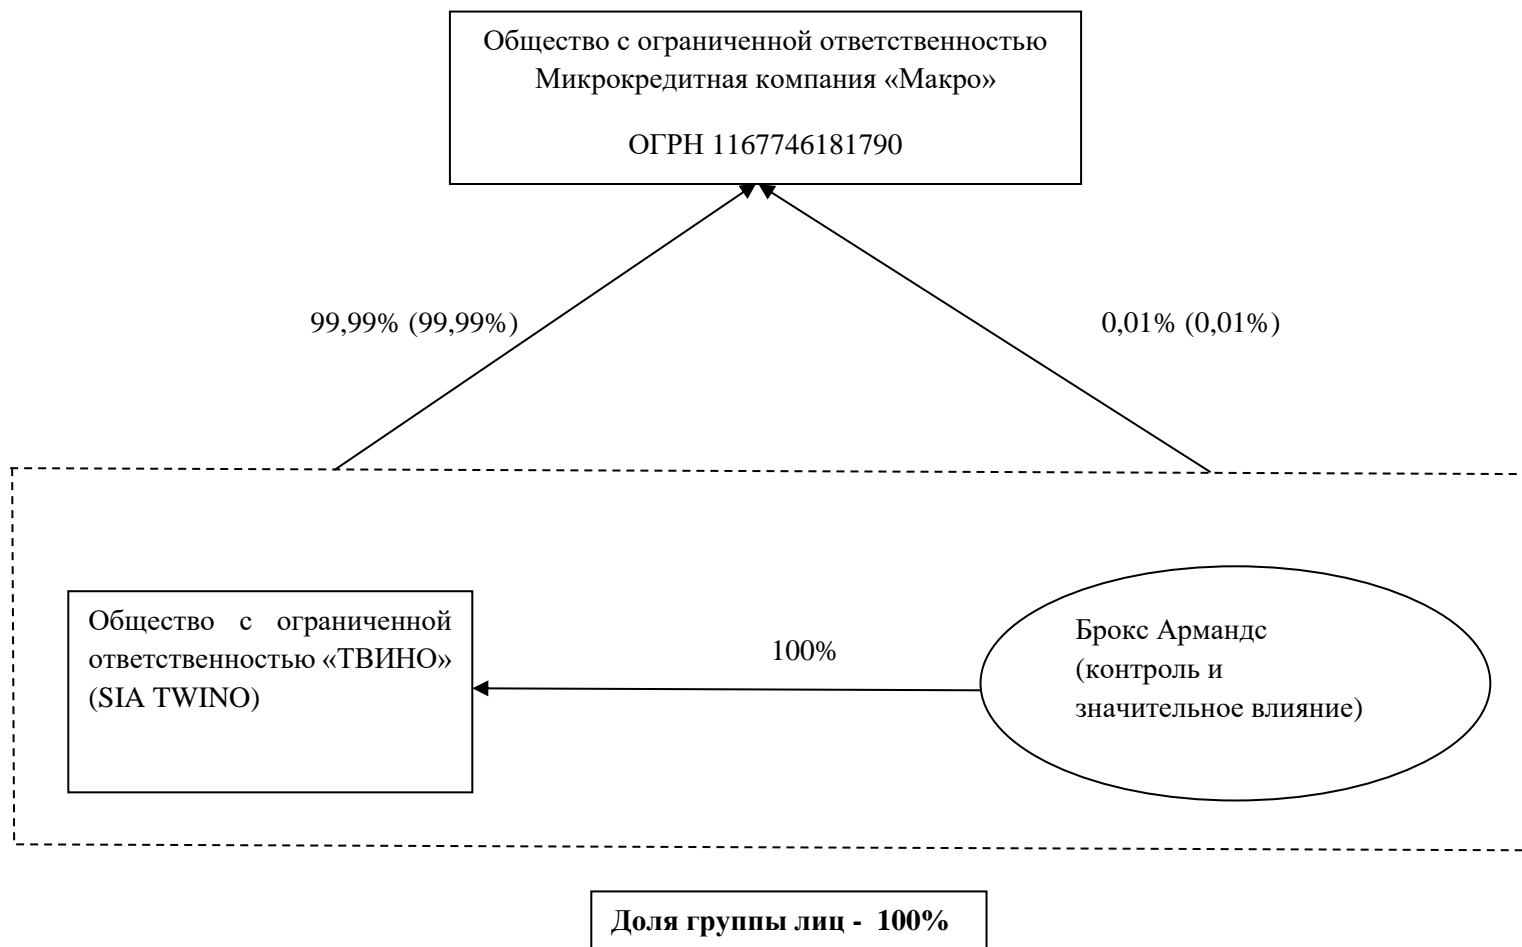 Общество с ограниченной ответственностью
Микрокредитная компания «Макро»
ОГРН 1167746181790
99,99% (99,99%)
0,01% (0,01%)
Общество с ограниченной
ответственностью «ТВИНО»
(SIA TWINO)
100%
Брокс Армандс
(контроль и
значительное влияние)
Доля группы лиц - 100%